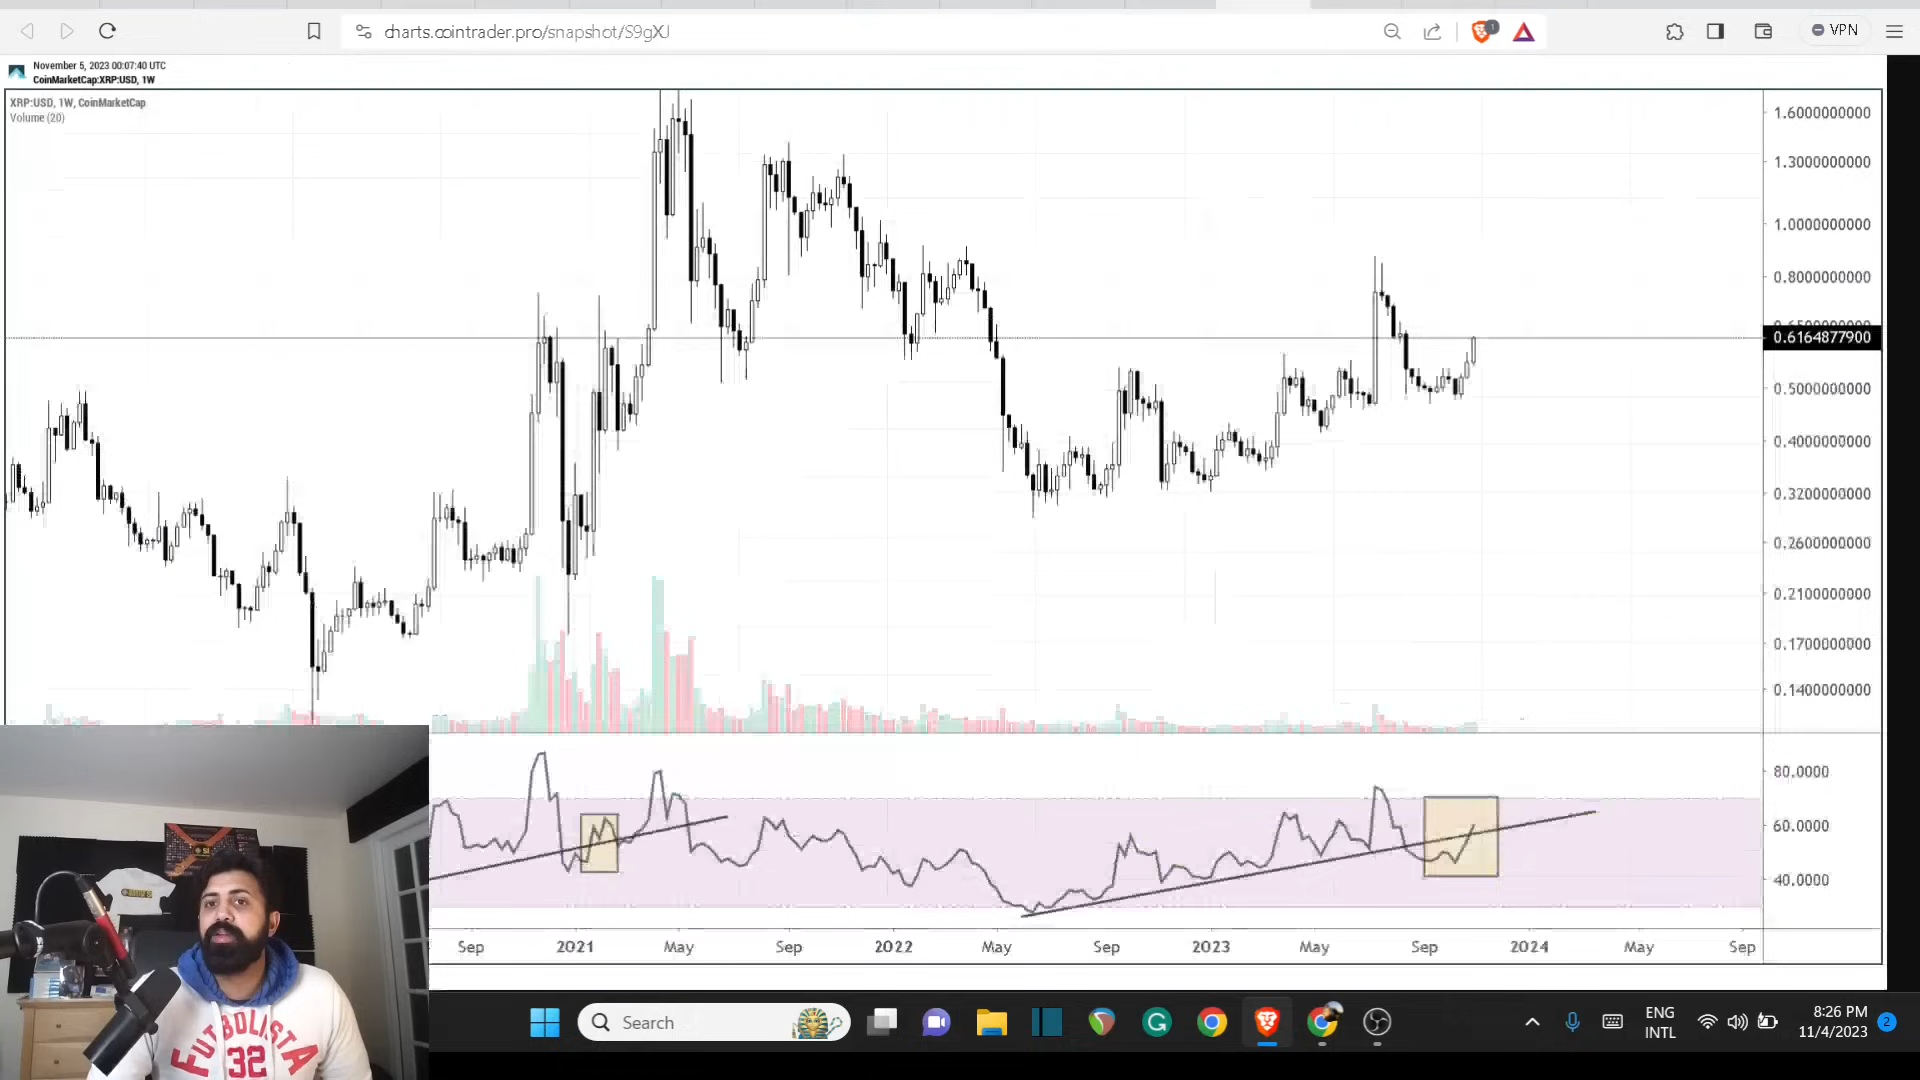 charts.cointrader.pro/snapshot/S9gXJ
1
VPN
November 5, 2023 00:07:40 UTC
CoinMarketCap:XRP:USD, 1W
XRP:USD, 1W, CoinMarketCap
Volume (20)
1.6000000000
1.3000000000
1.0000000000
0.8000000000
0.6164877900
0.5000000000
0.4000000000
0.3200000000
0.2600000000
0.2100000000
0.1700000000
0.1400000000
80.0000
60.0000
40.0000
Sep 2021 May Sep 2022 May Sep 2023 May Sep 2024 May Sep
FUTBOLISTA
32
Search
ENG
INTL
8:26 PM
11/4/2023
2